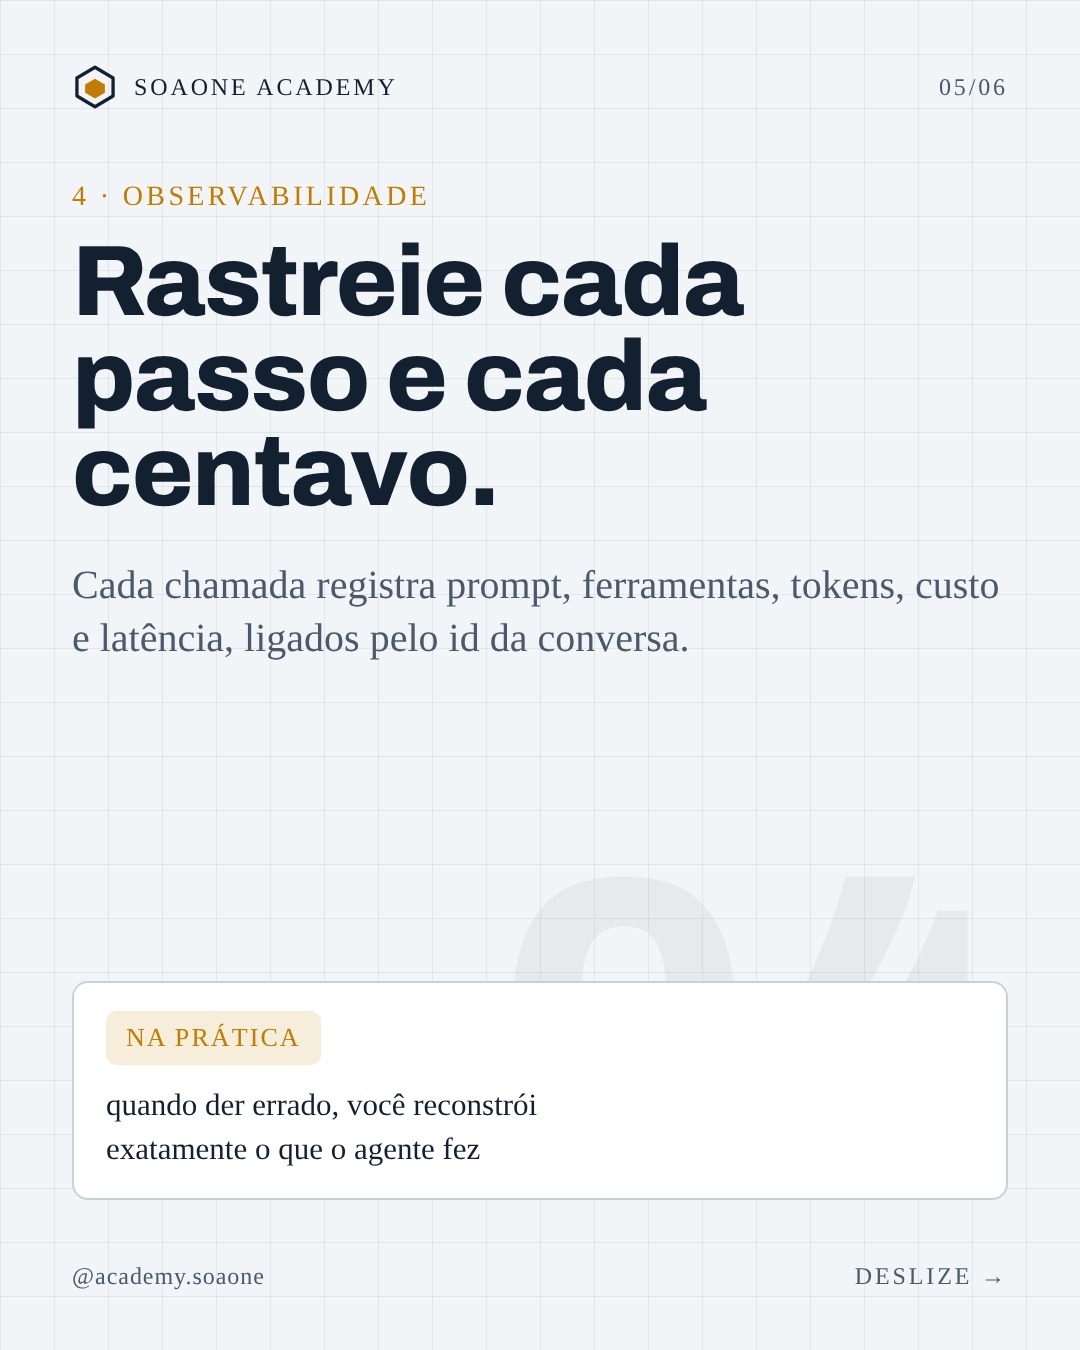 SOAONE ACADEMY
05/06
4 · OBSERVABILIDADE
Rastreie cada
passo e cada
centavo.
Cada chamada registra prompt, ferramentas, tokens, custo
e latência, ligados pelo id da conversa.
04
NA PRÁTICA
quando der errado, você reconstrói
exatamente o que o agente fez
@academy.soaone
DESLIZE →